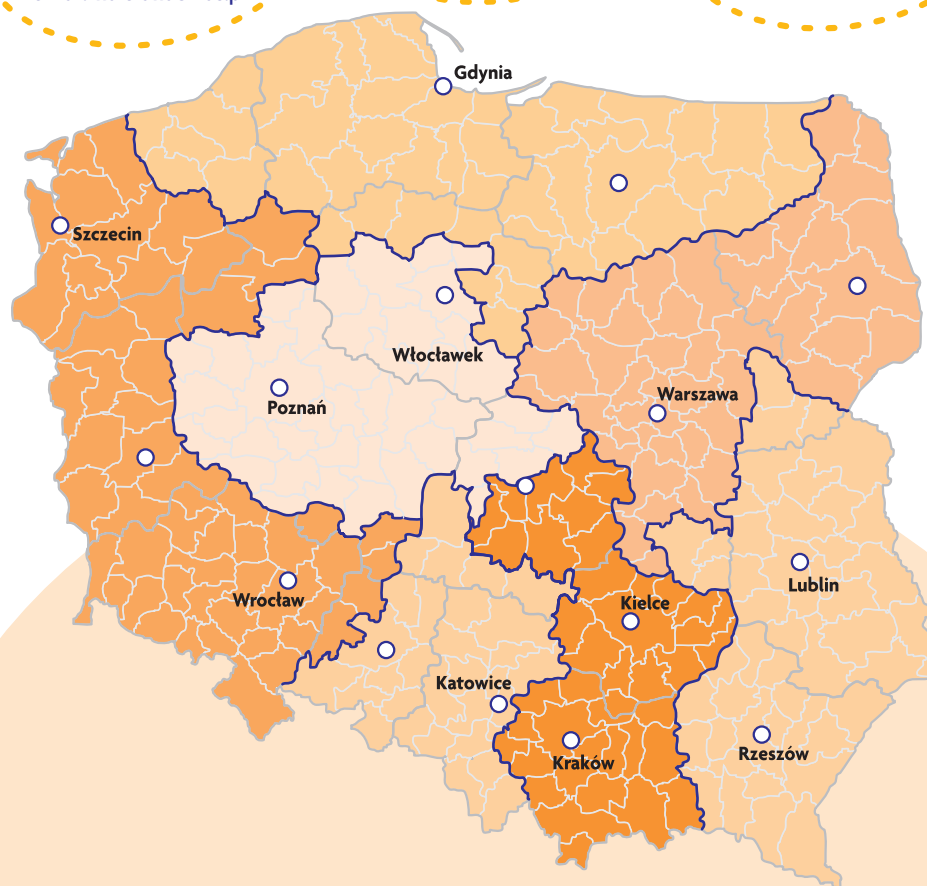 Gdynia
Szczecin
Włocławek
Warszawa
Poznań
Lublin
Wrocław
Kielce
Katowice
Rzeszów
Kraków